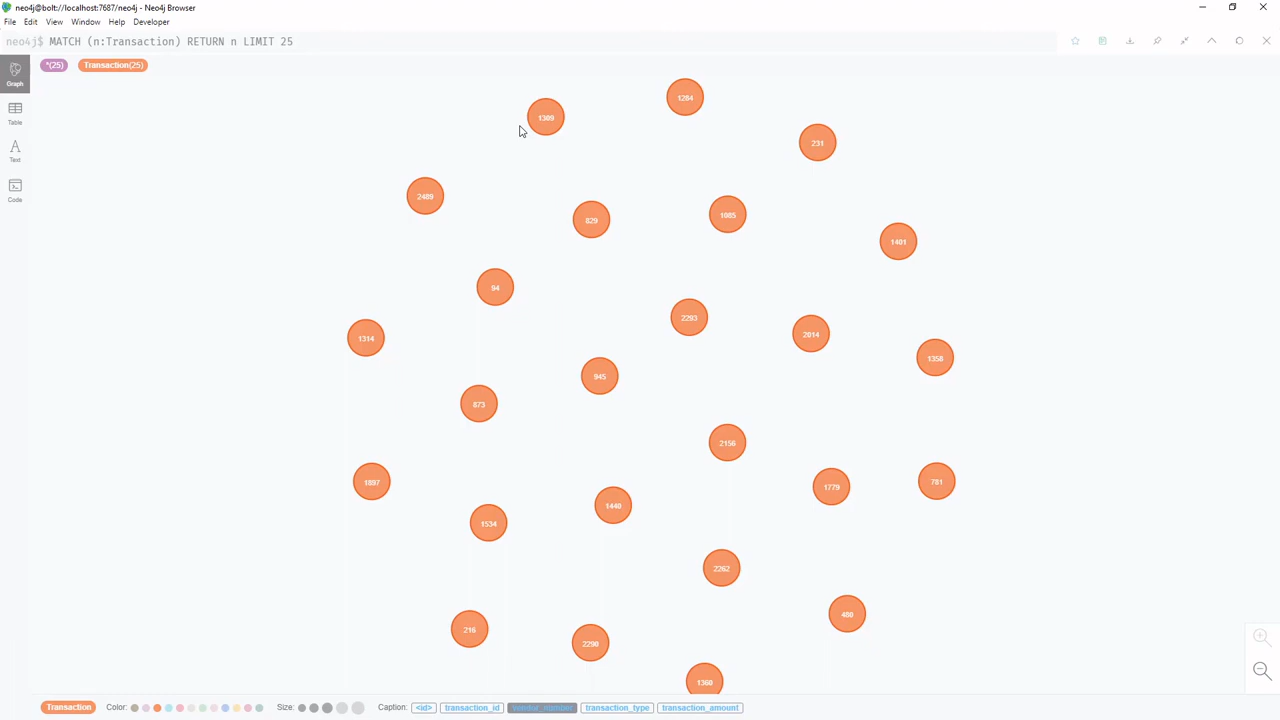 neo4j@bolt://localhost:7687/neo4j - Neo4j Browser
File Edit View Window Help Developer
neo4j$ MATCH (n:Transaction) RETURN n LIMIT 25
Graph
*(25) Transaction(25)
Table
Text
Code
1284
1309
231
2489
1085
829
1401
94
2293
2014
1314
1358
945
873
2156
1897
781
1779
1440
1534
2262
480
216
2290
1360
Transaction Color: Size: Caption: <id> transaction_id vendor_number transaction_type transaction_amount